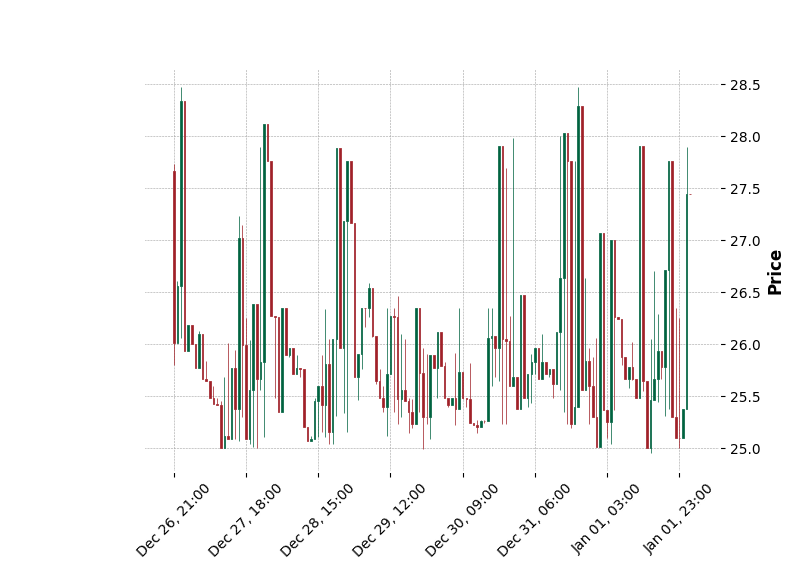 28.5
28.0
27.5
27.0
26.5
26.0
25.5
25.0
Price
Dec 26, 21:00
Dec 27, 18:00
Dec 28, 15:00
Dec 29, 12:00
Dec 30, 09:00
Dec 31, 06:00
Jan 01, 03:00
Jan 01, 23:00